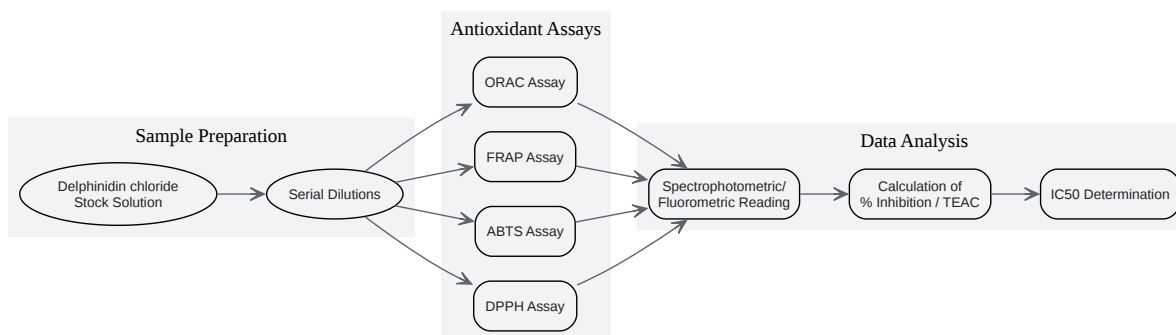 Sample Preparation
Delphinidin chloride
Stock Solution
Serial Dilutions
Antioxidant Assays
ORAC Assay
FRAP Assay
ABTS Assay
DPPH Assay
Data Analysis
Spectrophotometric/
Fluorometric Reading
Calculation of
% Inhibition / TEAC
IC50 Determination